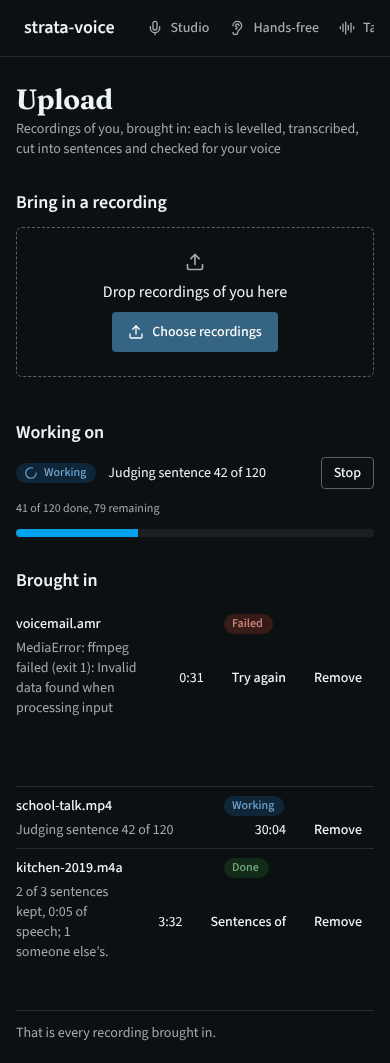 strata-voice Studio Hands-free Ta
Upload
Recordings of you, brought in: each is levelled, transcribed,
cut into sentences and checked for your voice
Bring in a recording
Drop recordings of you here
Choose recordings
Working on
Working Judging sentence 42 of 120 Stop
41 of 120 done, 79 remaining
Brought in
voicemail.amr Failed
MediaError: ffmpeg
failed (exit 1): Invalid
data found when
processing input
0:31 Try again Remove
school-talk.mp4 Working
Judging sentence 42 of 120 30:04 Remove
kitchen-2019.m4a Done
2 of 3 sentences
kept, 0:05 of
speech; 1
someone else's.
3:32 Sentences of Remove
That is every recording brought in.